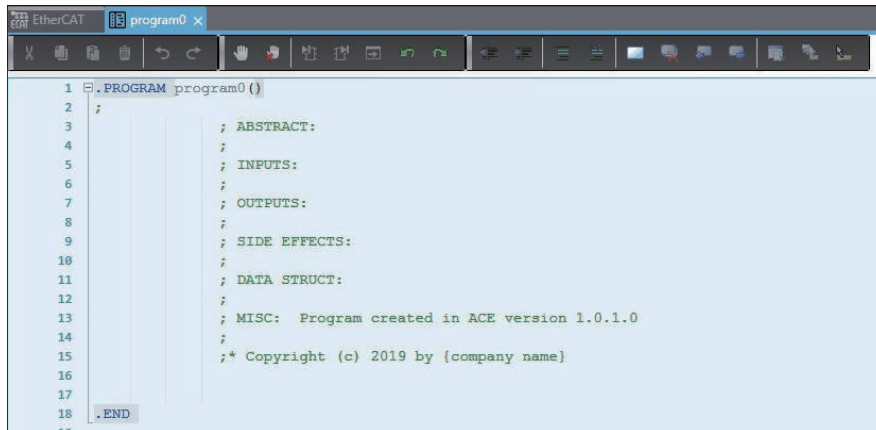 ECAT EtherCAT program0 ×
1 .PROGRAM program0()
2 ;
3 ; ABSTRACT:
4 ;
5 ; INPUTS:
6 ;
7 ; OUTPUTS:
8 ;
9 ; SIDE EFFECTS:
10 ;
11 ; DATA STRUCT:
12 ;
13 ; MISC: Program created in ACE version 1.0.1.0
14 ;
15 ;* Copyright (c) 2019 by {company name}
16
17
18 .END